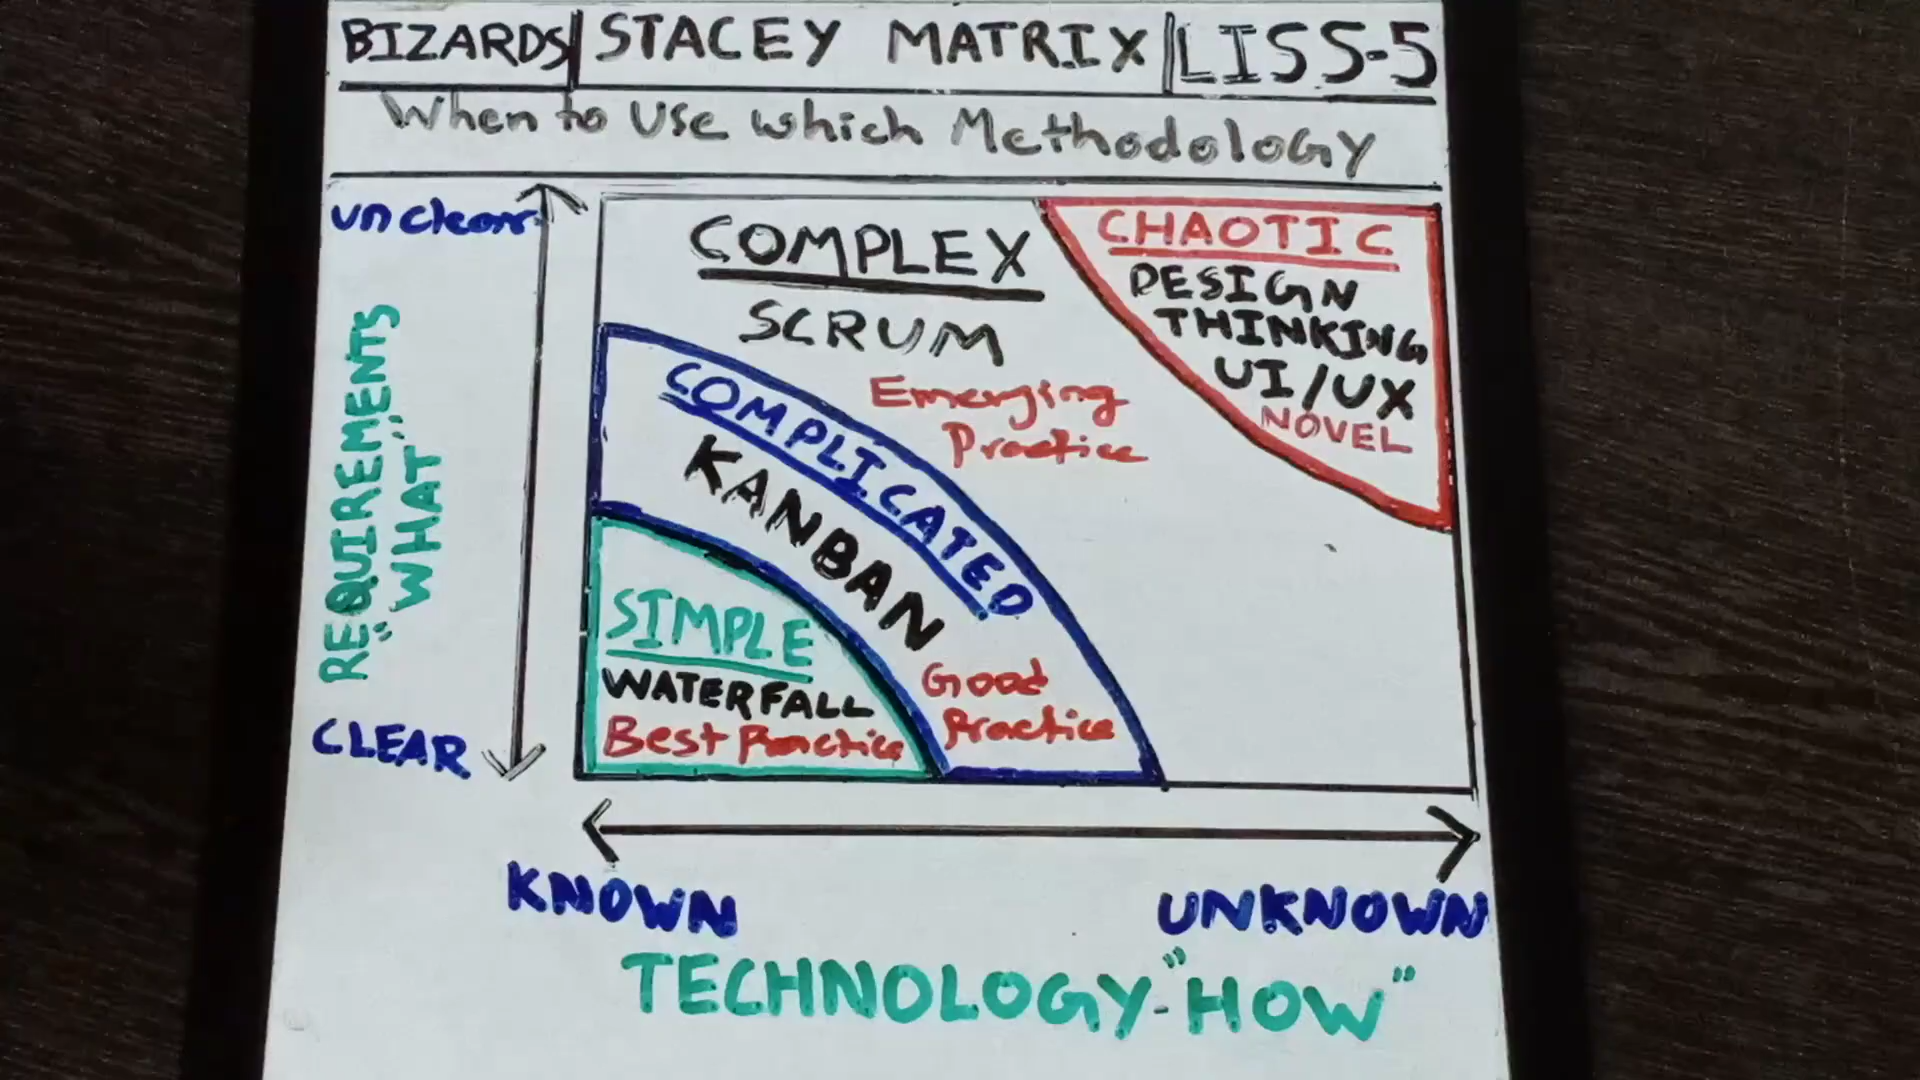 BIZARDS
STACEY MATRIX
LISS-5
When to Use which Methodology
unclear
REQUIREMENTS
"WHAT"
CLEAR
COMPLEX
SCRUM
Emerging
Practice
CHAOTIC
DESIGN
THINKING
UI/UX
NOVEL
COMPLICATED
KANBAN
Good
Practice
SIMPLE
WATERFALL
Best Practice
KNOWN
UNKNOWN
TECHNOLOGY-"HOW"